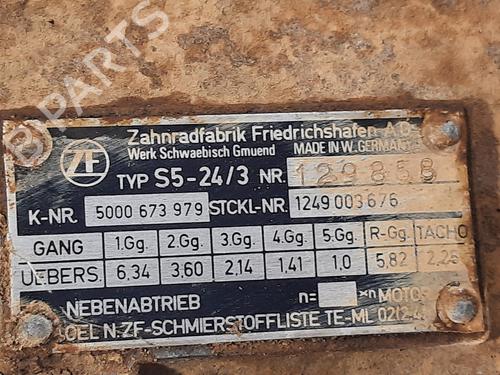 B-PARTS
Zahnradfabrik Friedrichshafen A.G.
Werk Schwaebisch Gmuend MADE IN W. GERMANY
ZF
TYP S5-24/3 NR. 129858
K-NR. 5000 673 979 STCKL-NR. 1249 003 676
GANG 1.Gg. 2.Gg. 3.Gg. 4.Gg. 5.Gg. R-Gg. TACHO
UEBERS. 6,34 3,60 2,14 1,41 1,0 5,82 2,25
NEBENABTRIEB n= ×n MOTOR
OEL N. ZF-SCHMIERSTOFFLISTE TE-ML 02(2-4)